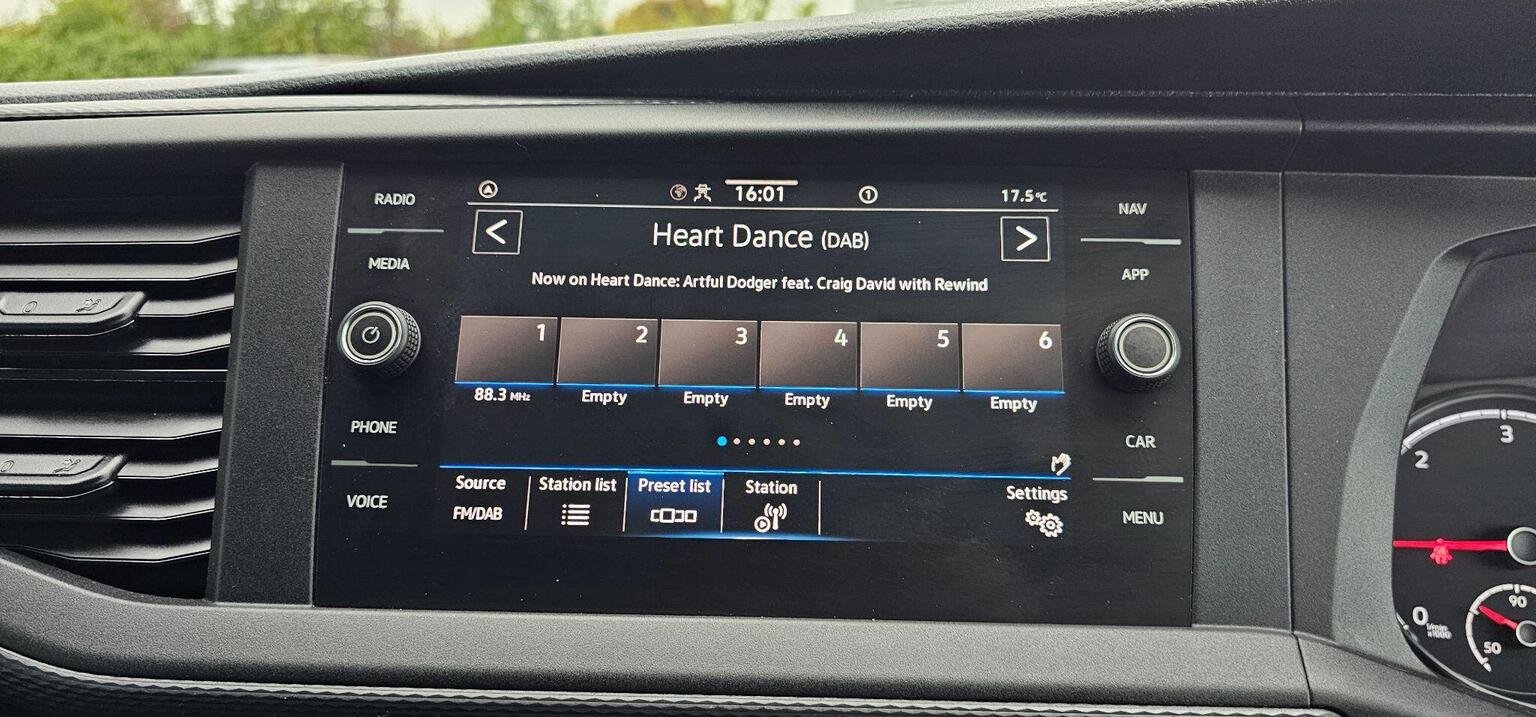 RADIO
MEDIA
PHONE
VOICE
16:01
1
17.5°C
Heart Dance (DAB)
Now on Heart Dance: Artful Dodger feat. Craig David with Rewind
1 2 3 4 5 6
88.3 MHz Empty Empty Empty Empty Empty
Source Station list Preset list Station Settings
FM/DAB
NAV
APP
CAR
MENU
2 3
0
x1000
90
50